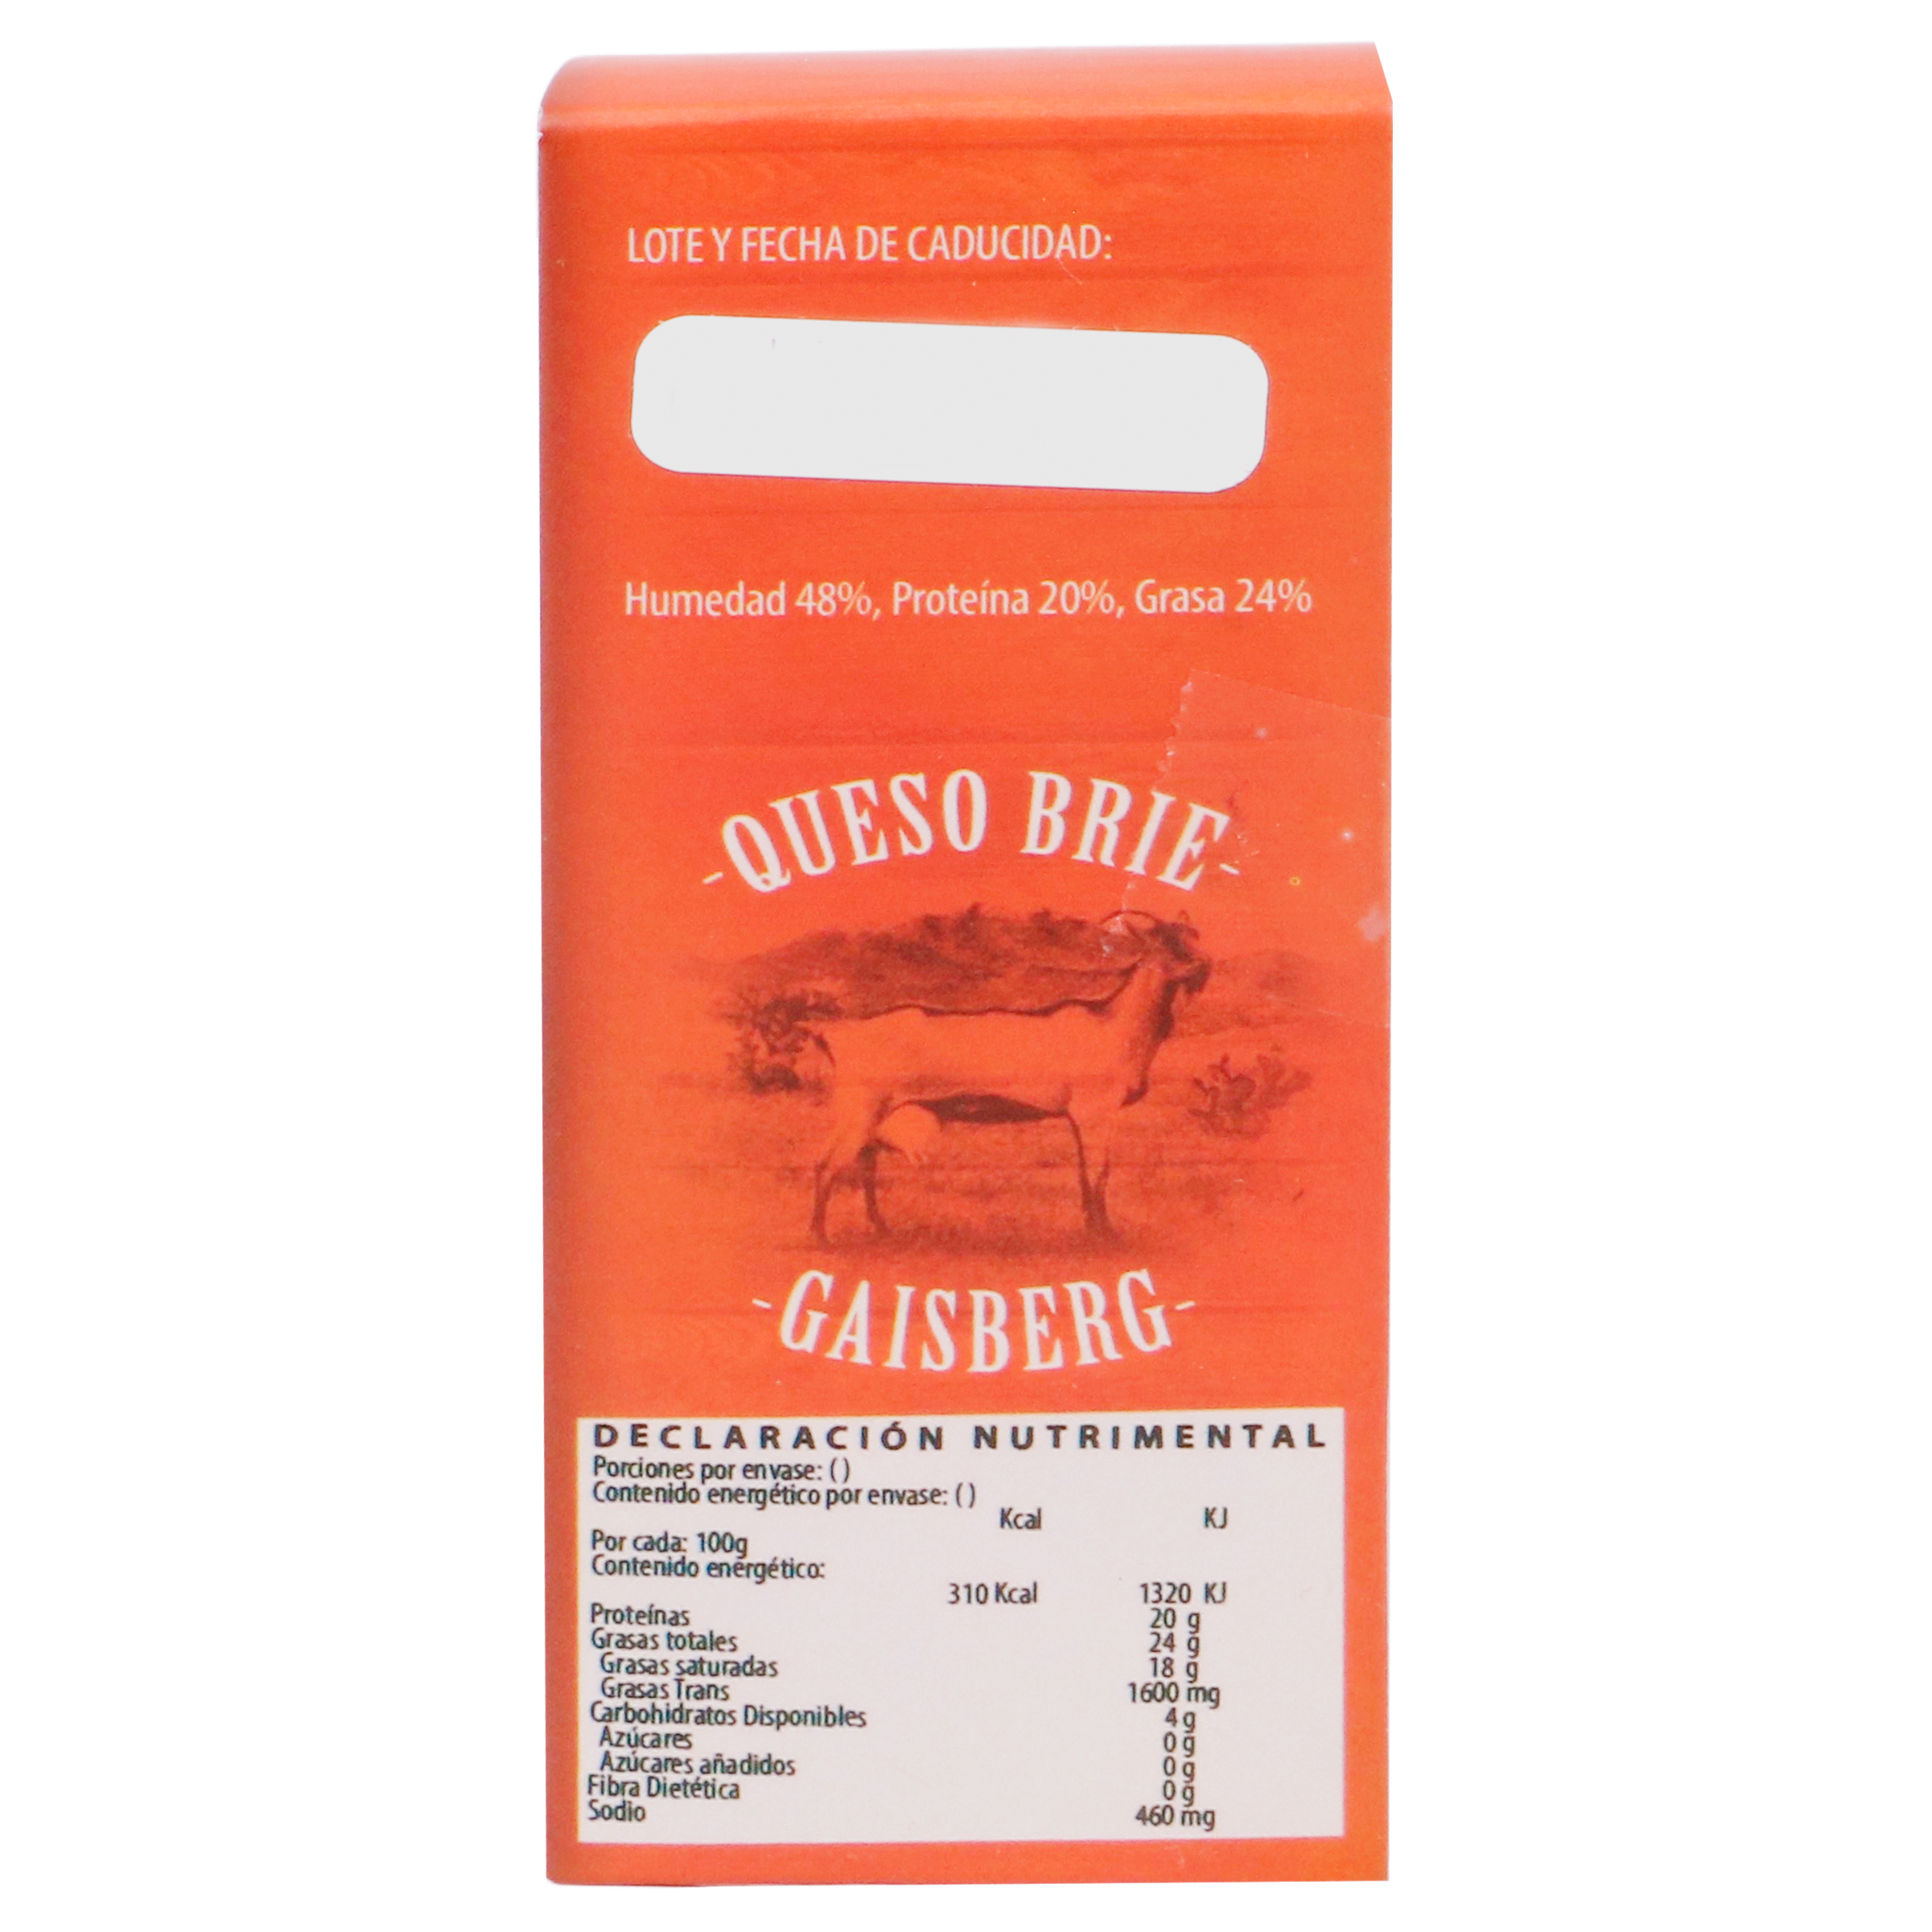 LOTE Y FECHA DE CADUCIDAD:
Humedad 48%, Proteína 20%, Grasa 24%
-QUESO BRIE-
-GAISBERG-
DECLARACIÓN NUTRIMENTAL
Porciones por envase: ( )
Contenido energético por envase: ( )
Kcal KJ
Por cada: 100g
Contenido energético:
310 Kcal 1320 KJ
Proteínas 20 g
Grasas totales 24 g
Grasas saturadas 18 g
Grasas Trans 1600 mg
Carbohidratos Disponibles 4 g
Azúcares 0 g
Azúcares añadidos 0 g
Fibra Dietética 0 g
Sodio 460 mg